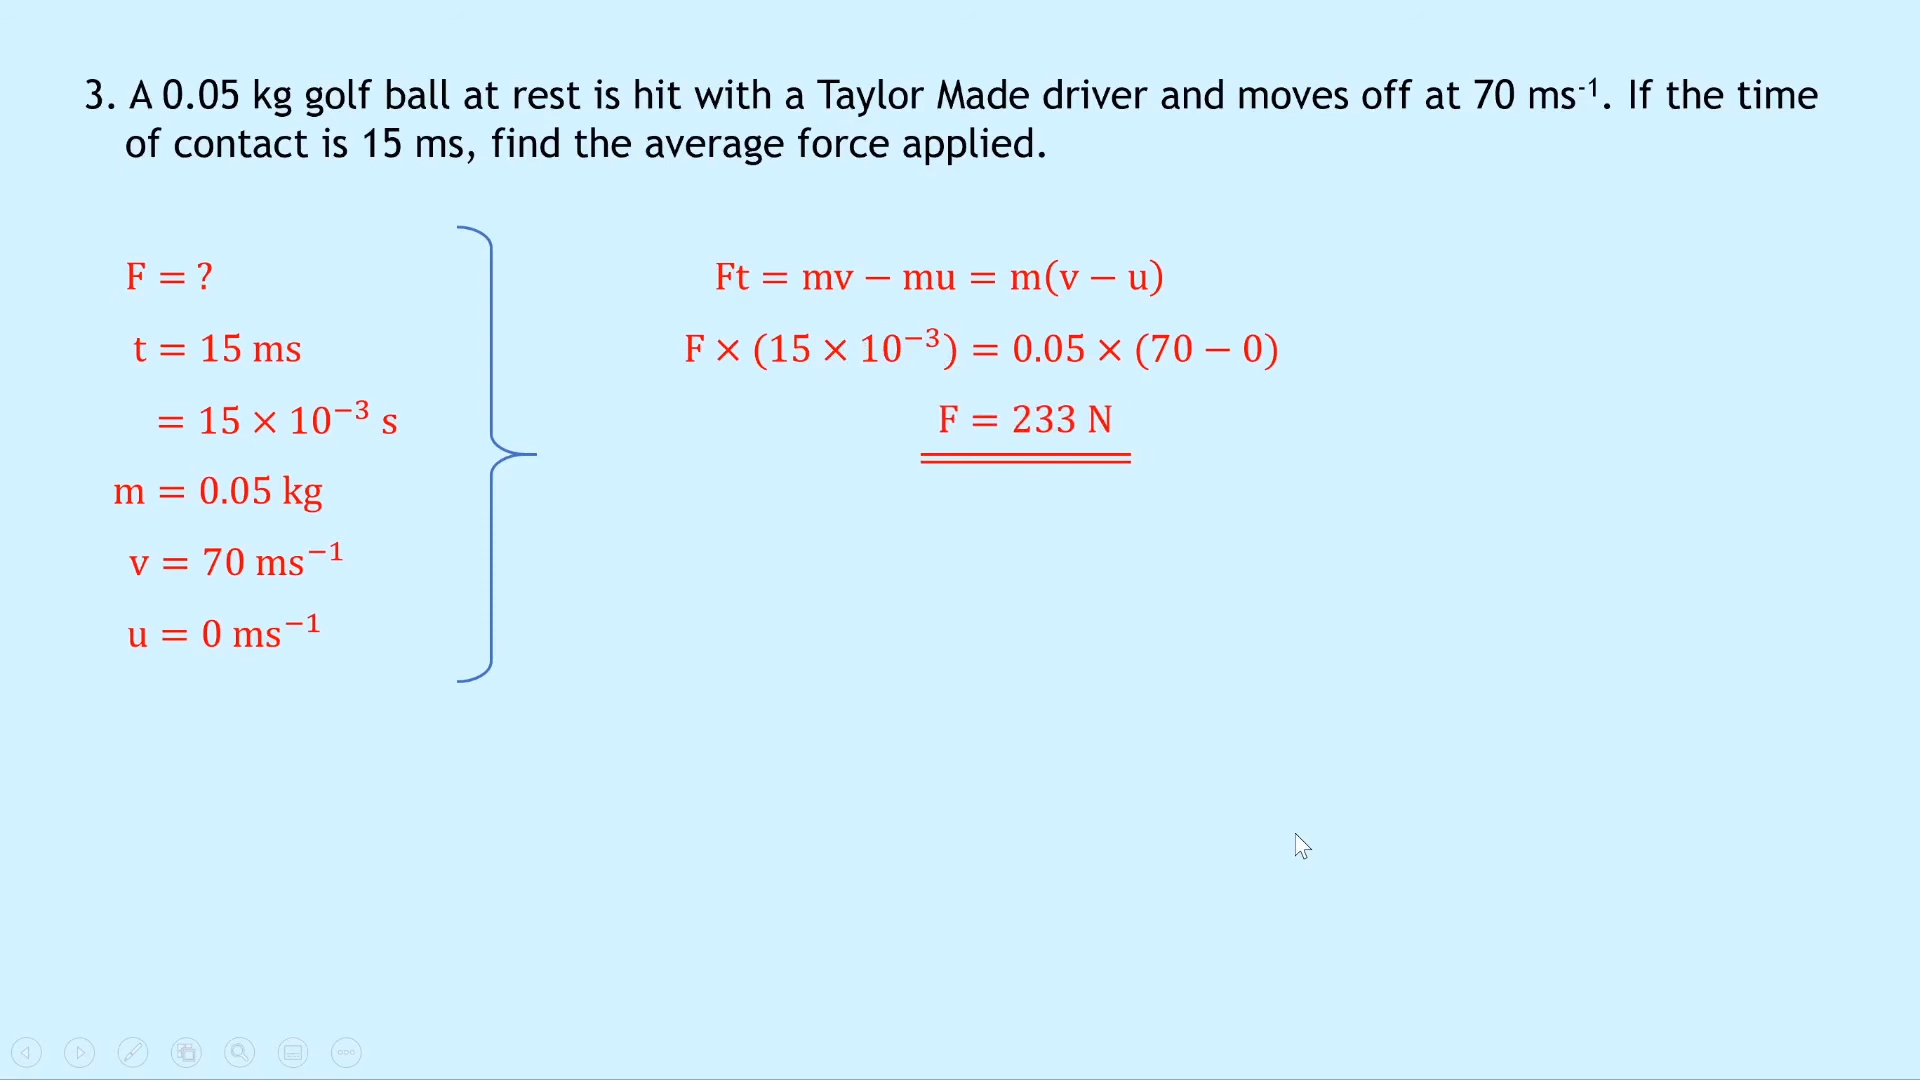 3. A 0.05 kg golf ball at rest is hit with a Taylor Made driver and moves off at 70 ms⁻¹. If the time
of contact is 15 ms, find the average force applied.
F = ?
t = 15 ms
= 15 × 10⁻³ s
m = 0.05 kg
v = 70 ms⁻¹
u = 0 ms⁻¹
Ft = mv − mu = m(v − u)
F × (15 × 10⁻³) = 0.05 × (70 − 0)
F = 233 N